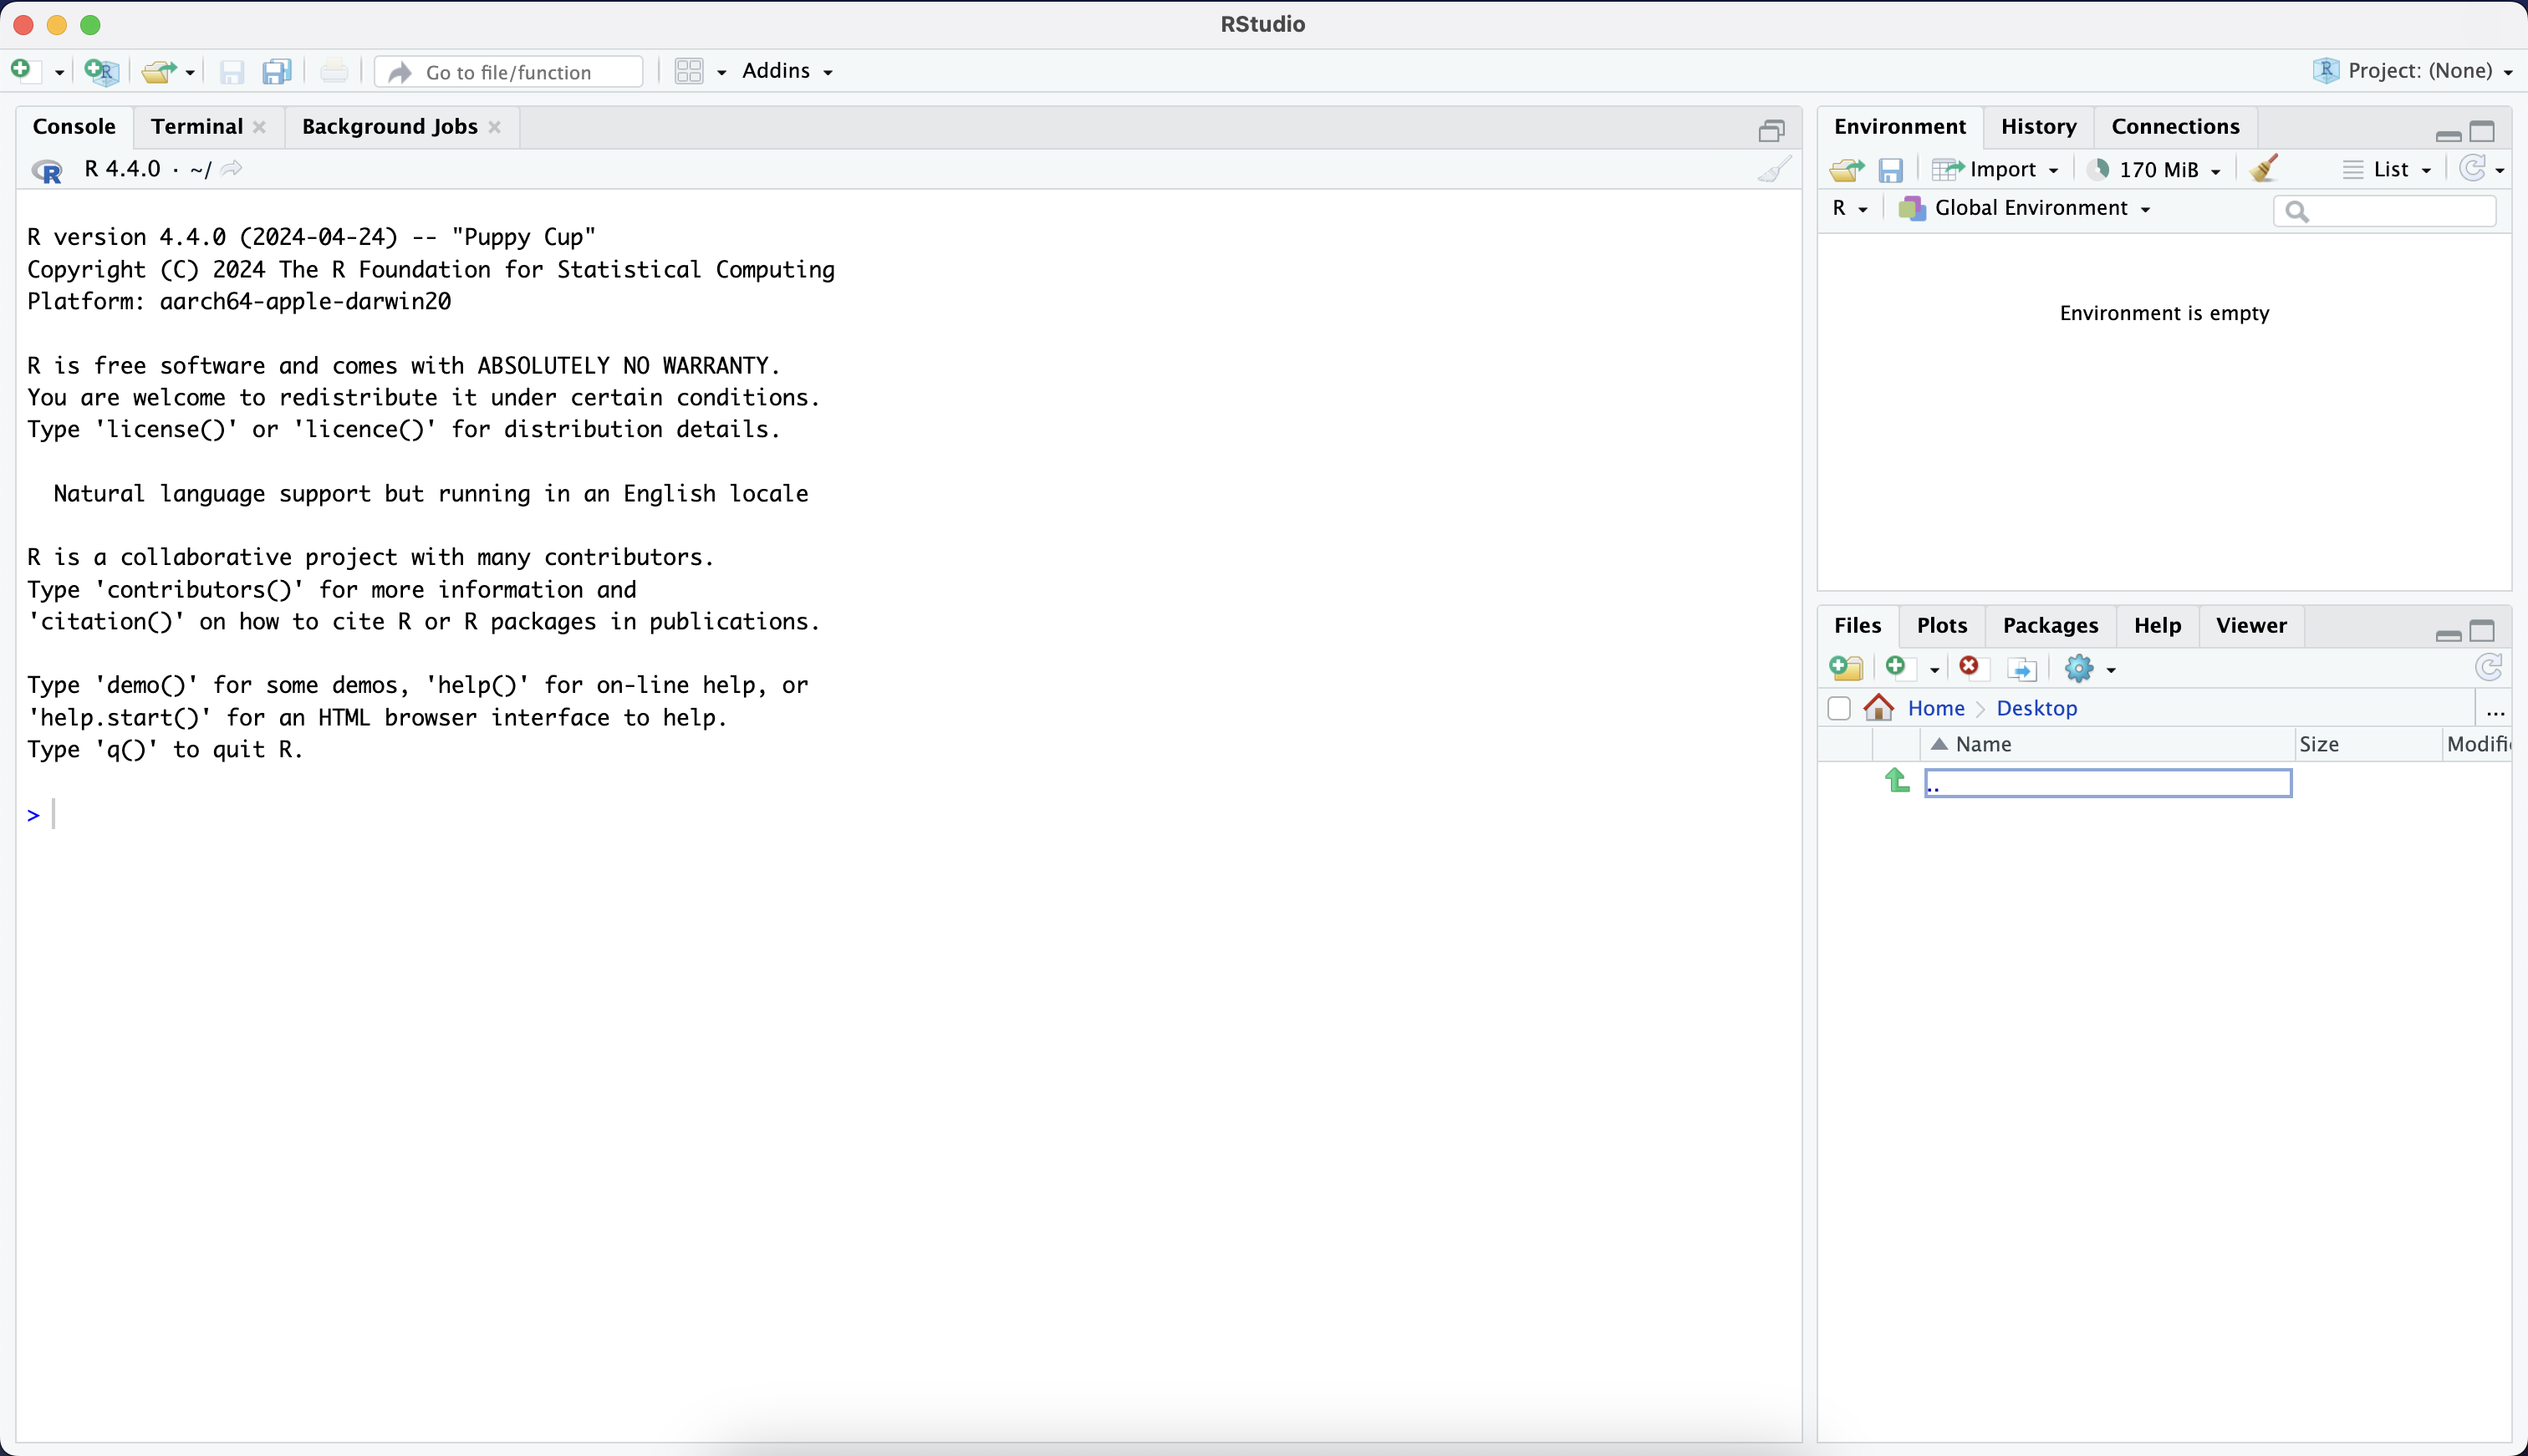 RStudio
Go to file/function
Addins
Project: (None)
Console
Terminal
Background Jobs
R 4.4.0 · ~/
R version 4.4.0 (2024-04-24) -- "Puppy Cup"
Copyright (C) 2024 The R Foundation for Statistical Computing
Platform: aarch64-apple-darwin20
R is free software and comes with ABSOLUTELY NO WARRANTY.
You are welcome to redistribute it under certain conditions.
Type 'license()' or 'licence()' for distribution details.
Natural language support but running in an English locale
R is a collaborative project with many contributors.
Type 'contributors()' for more information and
'citation()' on how to cite R or R packages in publications.
Type 'demo()' for some demos, 'help()' for on-line help, or
'help.start()' for an HTML browser interface to help.
Type 'q()' to quit R.
>
Environment
History
Connections
Import
170 MiB
List
R
Global Environment
Environment is empty
Files
Plots
Packages
Help
Viewer
Home
Desktop
...
Name
Size
Modifi
..